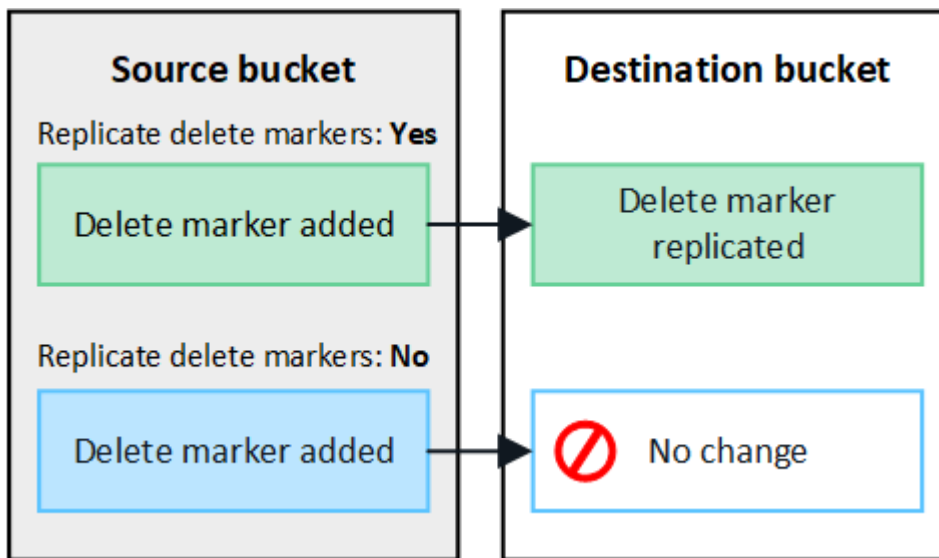 Source bucket
Replicate delete markers: Yes
Delete marker added
Replicate delete markers: No
Delete marker added
Destination bucket
Delete marker
replicated
No change